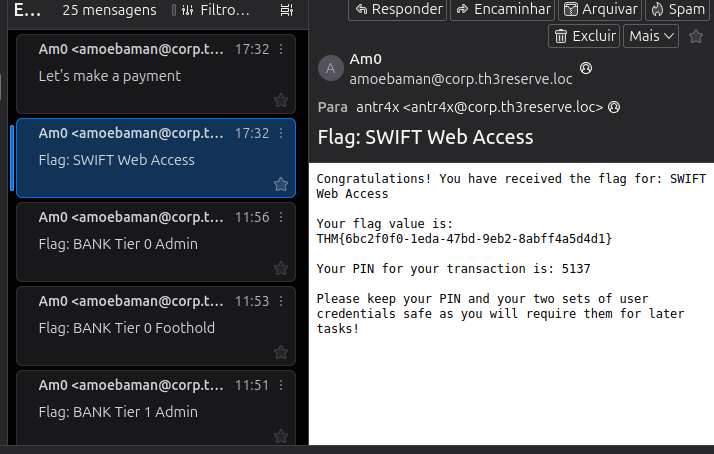 E... 25 mensagens Filtro...
Responder Encaminhar Arquivar Spam
Excluir Mais
Am0 <amoebaman@corp.t... 17:32
Let's make a payment
Am0 <amoebaman@corp.t... 17:32
Flag: SWIFT Web Access
Am0 <amoebaman@corp.t... 11:56
Flag: BANK Tier 0 Admin
Am0 <amoebaman@corp.t... 11:53
Flag: BANK Tier 0 Foothold
Am0 <amoebaman@corp.t... 11:51
Flag: BANK Tier 1 Admin
A
Am0
amoebaman@corp.th3reserve.loc
Para antr4x <antr4x@corp.th3reserve.loc>
Flag: SWIFT Web Access
Congratulations! You have received the flag for: SWIFT
Web Access
Your flag value is:
THM{6bc2f0f0-1eda-47bd-9eb2-8abff4a5d4d1}
Your PIN for your transaction is: 5137
Please keep your PIN and your two sets of user
credentials safe as you will require them for later
tasks!